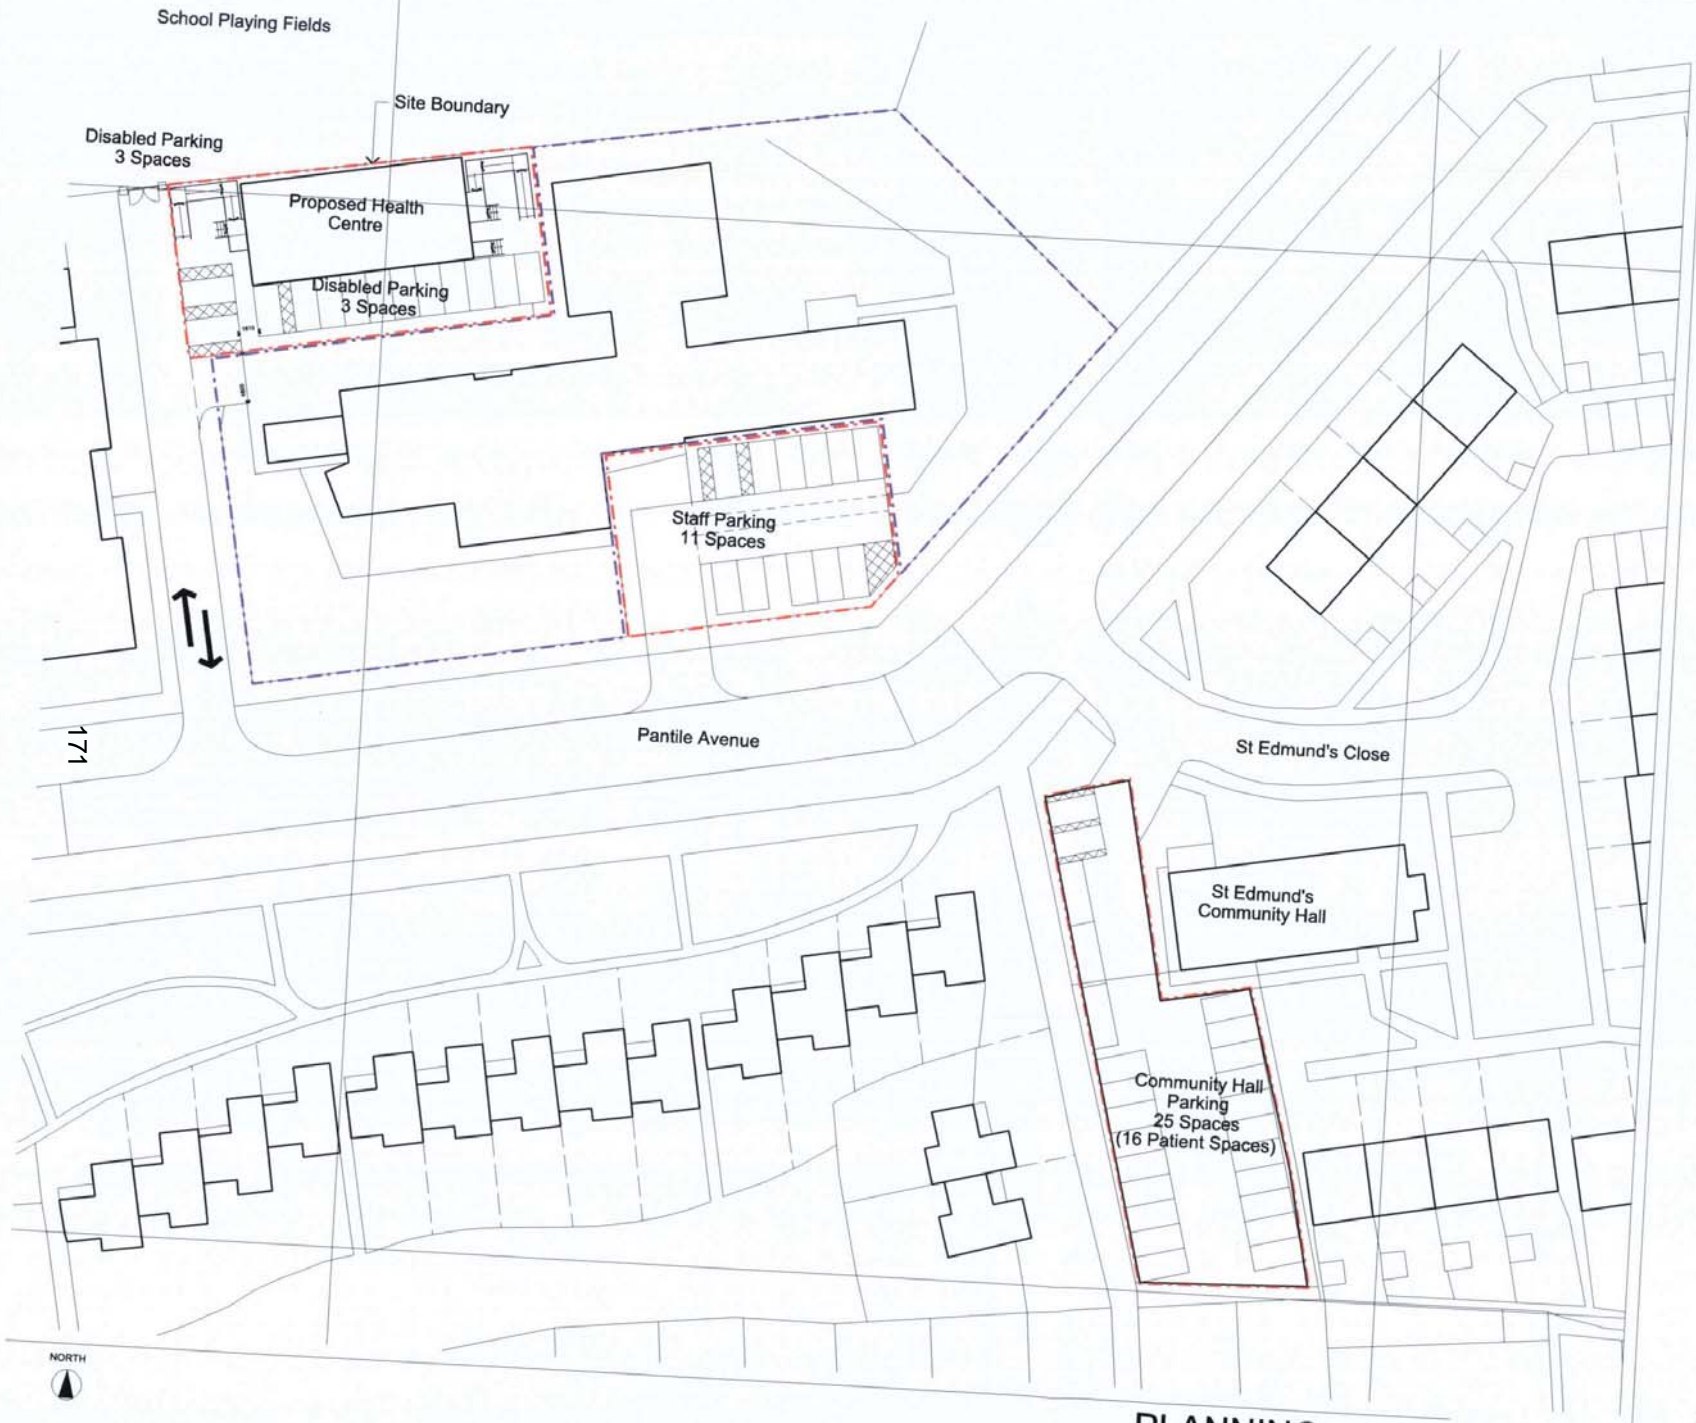 School Playing Fields
Site Boundary
Disabled Parking
3 Spaces
Proposed Health
Centre
Disabled Parking
3 Spaces
Staff Parking
11 Spaces
171
Pantile Avenue
St Edmund's Close
St Edmund's
Community Hall
Community Hall
Parking
25 Spaces
(16 Patient Spaces)
NORTH
PLANNING